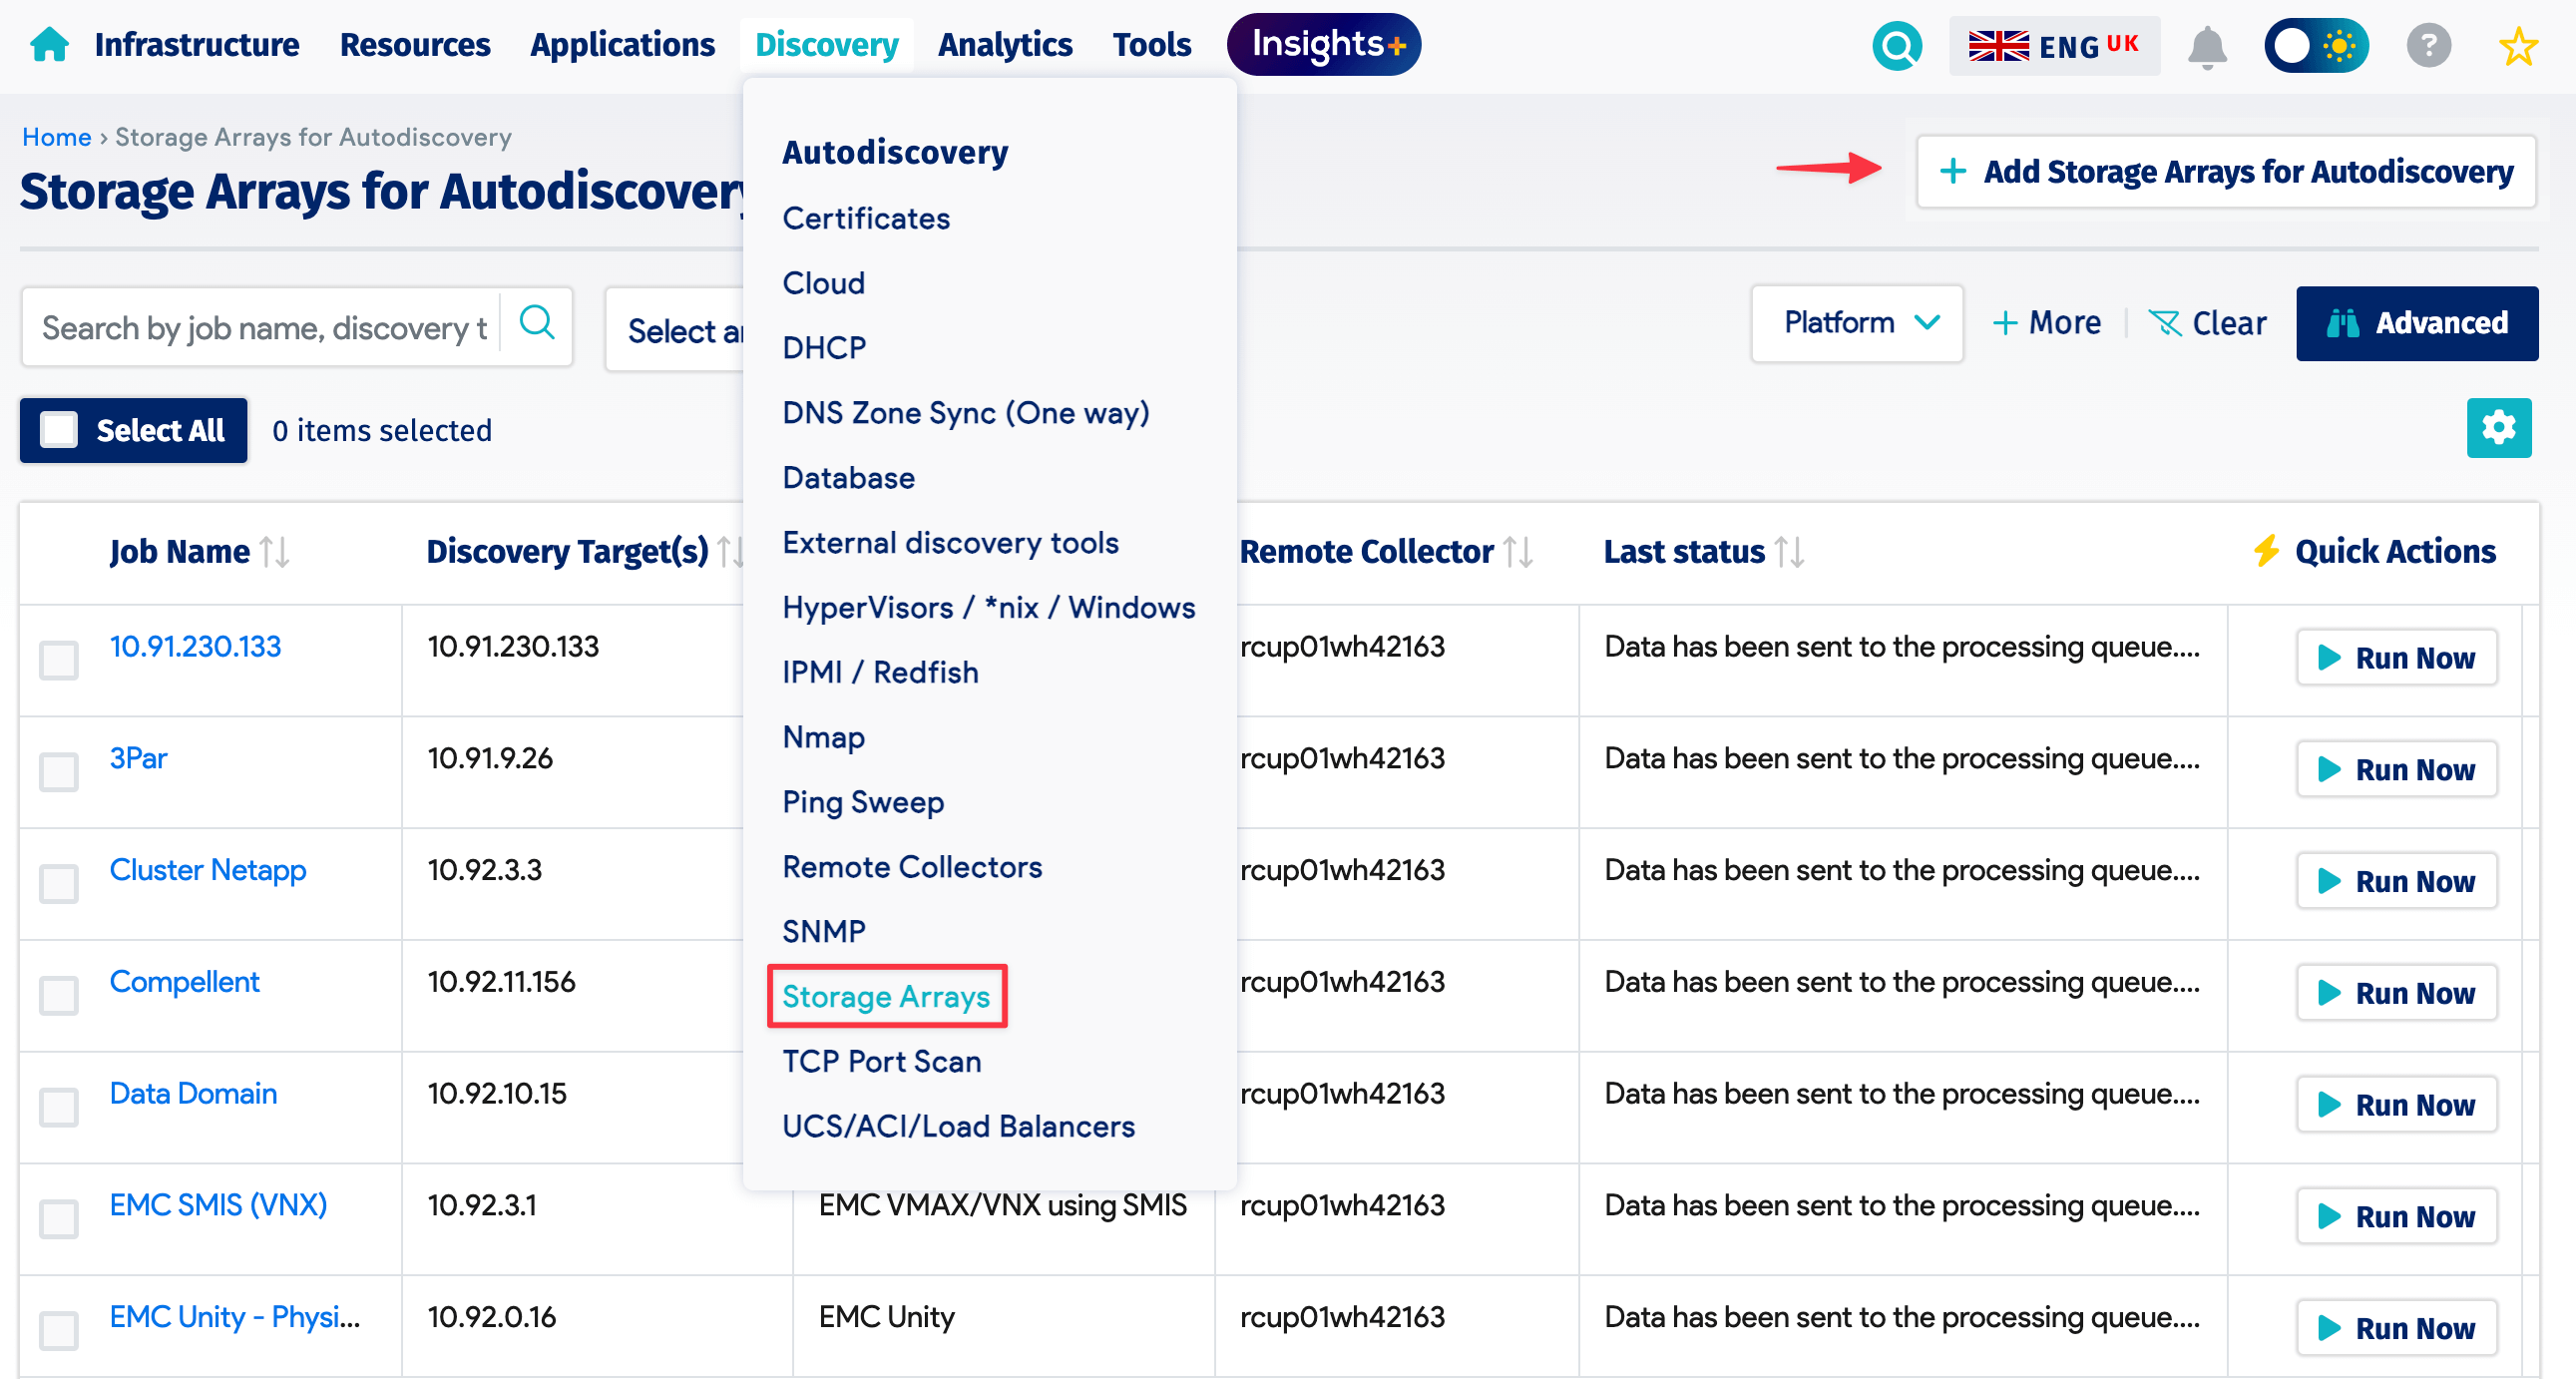 Infrastructure Resources Applications Discovery Analytics Tools Insights+ ENG UK ?
Home › Storage Arrays for Autodiscovery
Storage Arrays for Autodiscovery
+ Add Storage Arrays for Autodiscovery
Search by job name, discovery t
Select
Platform
+ More
Clear
Advanced
Select All
0 items selected
Autodiscovery
Certificates
Cloud
DHCP
DNS Zone Sync (One way)
Database
External discovery tools
HyperVisors / *nix / Windows
IPMI / Redfish
Nmap
Ping Sweep
Remote Collectors
SNMP
Storage Arrays
TCP Port Scan
UCS/ACI/Load Balancers
Job Name Discovery Target(s) Remote Collector Last status Quick Actions
10.91.230.133 10.91.230.133 rcup01wh42163 Data has been sent to the processing queue.... Run Now
3Par 10.91.9.26 rcup01wh42163 Data has been sent to the processing queue.... Run Now
Cluster Netapp 10.92.3.3 rcup01wh42163 Data has been sent to the processing queue.... Run Now
Compellent 10.92.11.156 rcup01wh42163 Data has been sent to the processing queue.... Run Now
Data Domain 10.92.10.15 rcup01wh42163 Data has been sent to the processing queue.... Run Now
EMC SMIS (VNX) 10.92.3.1 EMC VMAX/VNX using SMIS rcup01wh42163 Data has been sent to the processing queue.... Run Now
EMC Unity - Physi... 10.92.0.16 EMC Unity rcup01wh42163 Data has been sent to the processing queue.... Run Now